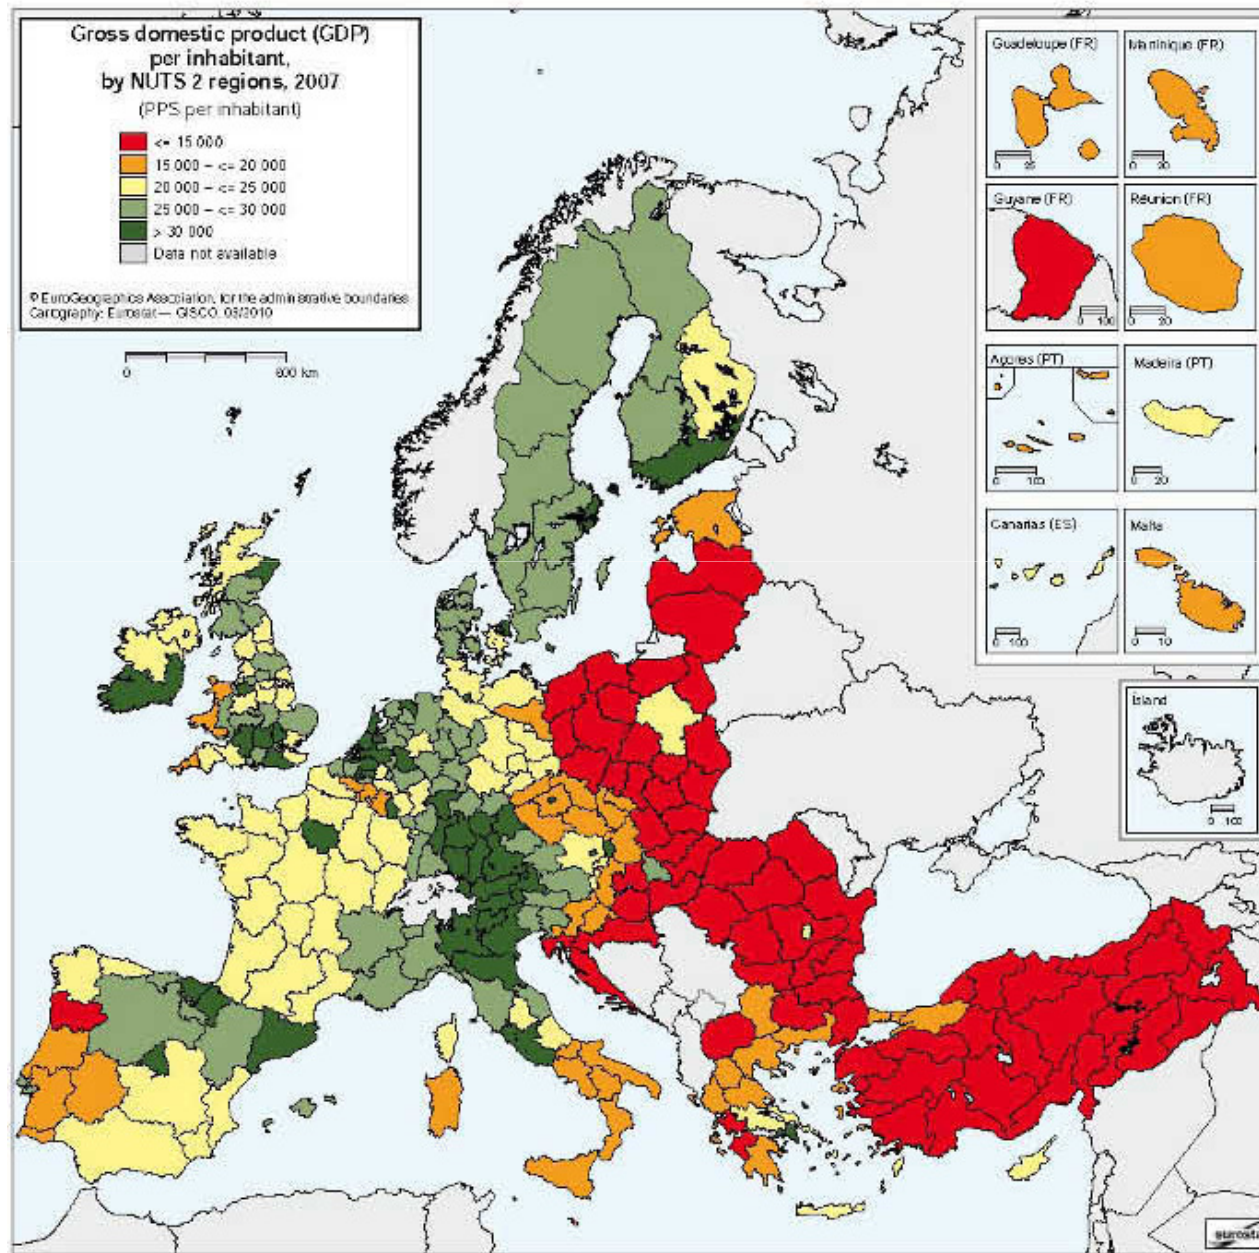 Gross domestic product (GDP)
per inhabitant,
by NUTS 2 regions, 2007
(PPS per inhabitant)
<= 15 000
15 000 – <= 20 000
20 000 – <= 25 000
25 000 – <= 30 000
> 30 000
Data not available
© EuroGeographics Association, for the administrative boundaries
Cartography: Eurostat — GISCO, 03/2010
0 600 km
Guadeloupe (FR)
0 25
Martinique (FR)
0 20
Guyane (FR)
0 100
Réunion (FR)
0 20
Açores (PT)
0 100
Madeira (PT)
0 20
Canarias (ES)
0 100
Malta
0 10
Ísland
0 100
eurostat